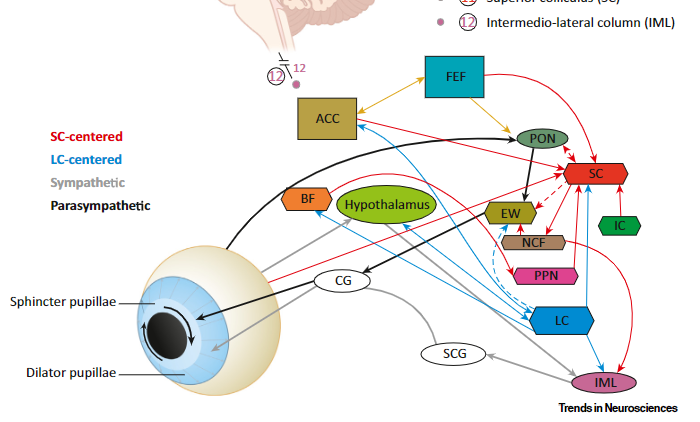 11 Superior colliculus (SC)
12 Intermedio-lateral column (IML)
12 12
FEF
ACC
PON
SC-centered
LC-centered
Sympathetic
Parasympathetic
SC
BF
Hypothalamus
EW
IC
NCF
PPN
CG
Sphincter pupillae
LC
SCG
Dilator pupillae
IML
Trends in Neurosciences